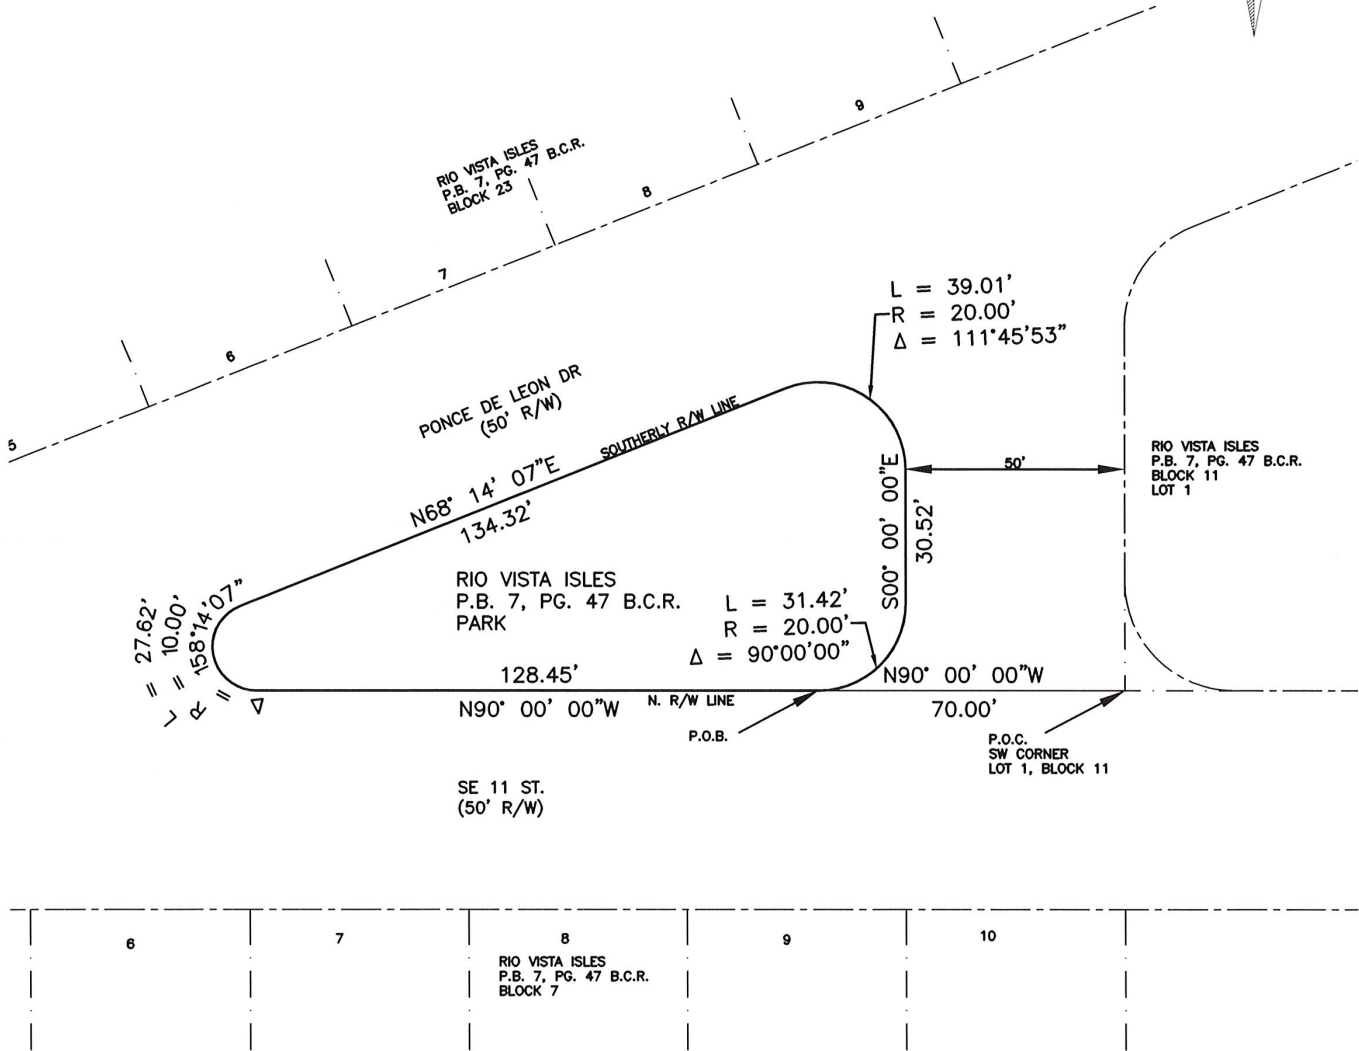 9
RIO VISTA ISLES
P.B. 7, PG. 47 B.C.R.
BLOCK 23
8
7
6
5
L = 39.01'
R = 20.00'
Δ = 111°45'53"
PONCE DE LEON DR
(50' R/W)
SOUTHERLY R/W LINE
N68° 14' 07"E
134.32'
S00° 00' 00"E
30.52'
50'
RIO VISTA ISLES
P.B. 7, PG. 47 B.C.R.
BLOCK 11
LOT 1
L = 27.62'
R = 10.00'
Δ = 158°14'07"
RIO VISTA ISLES
P.B. 7, PG. 47 B.C.R.
PARK
L = 31.42'
R = 20.00'
Δ = 90°00'00"
128.45'
N90° 00' 00"W
N. R/W LINE
P.O.B.
N90° 00' 00"W
70.00'
P.O.C.
SW CORNER
LOT 1, BLOCK 11
SE 11 ST.
(50' R/W)
6
7
8
9
10
RIO VISTA ISLES
P.B. 7, PG. 47 B.C.R.
BLOCK 7